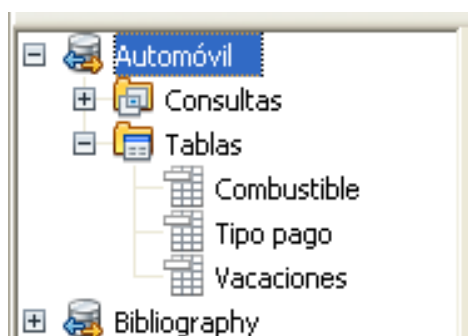 Automóvil
Consultas
Tablas
Combustible
Tipo pago
Vacaciones
Bibliography